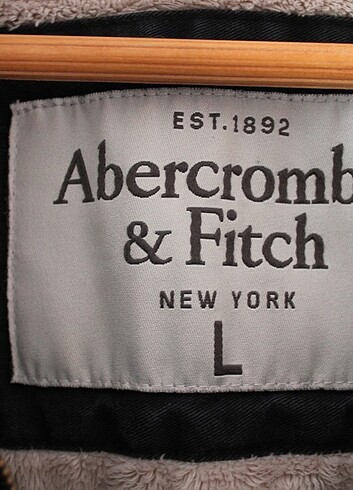 EST.1892
Abercromb
& Fitch
NEW YORK
L